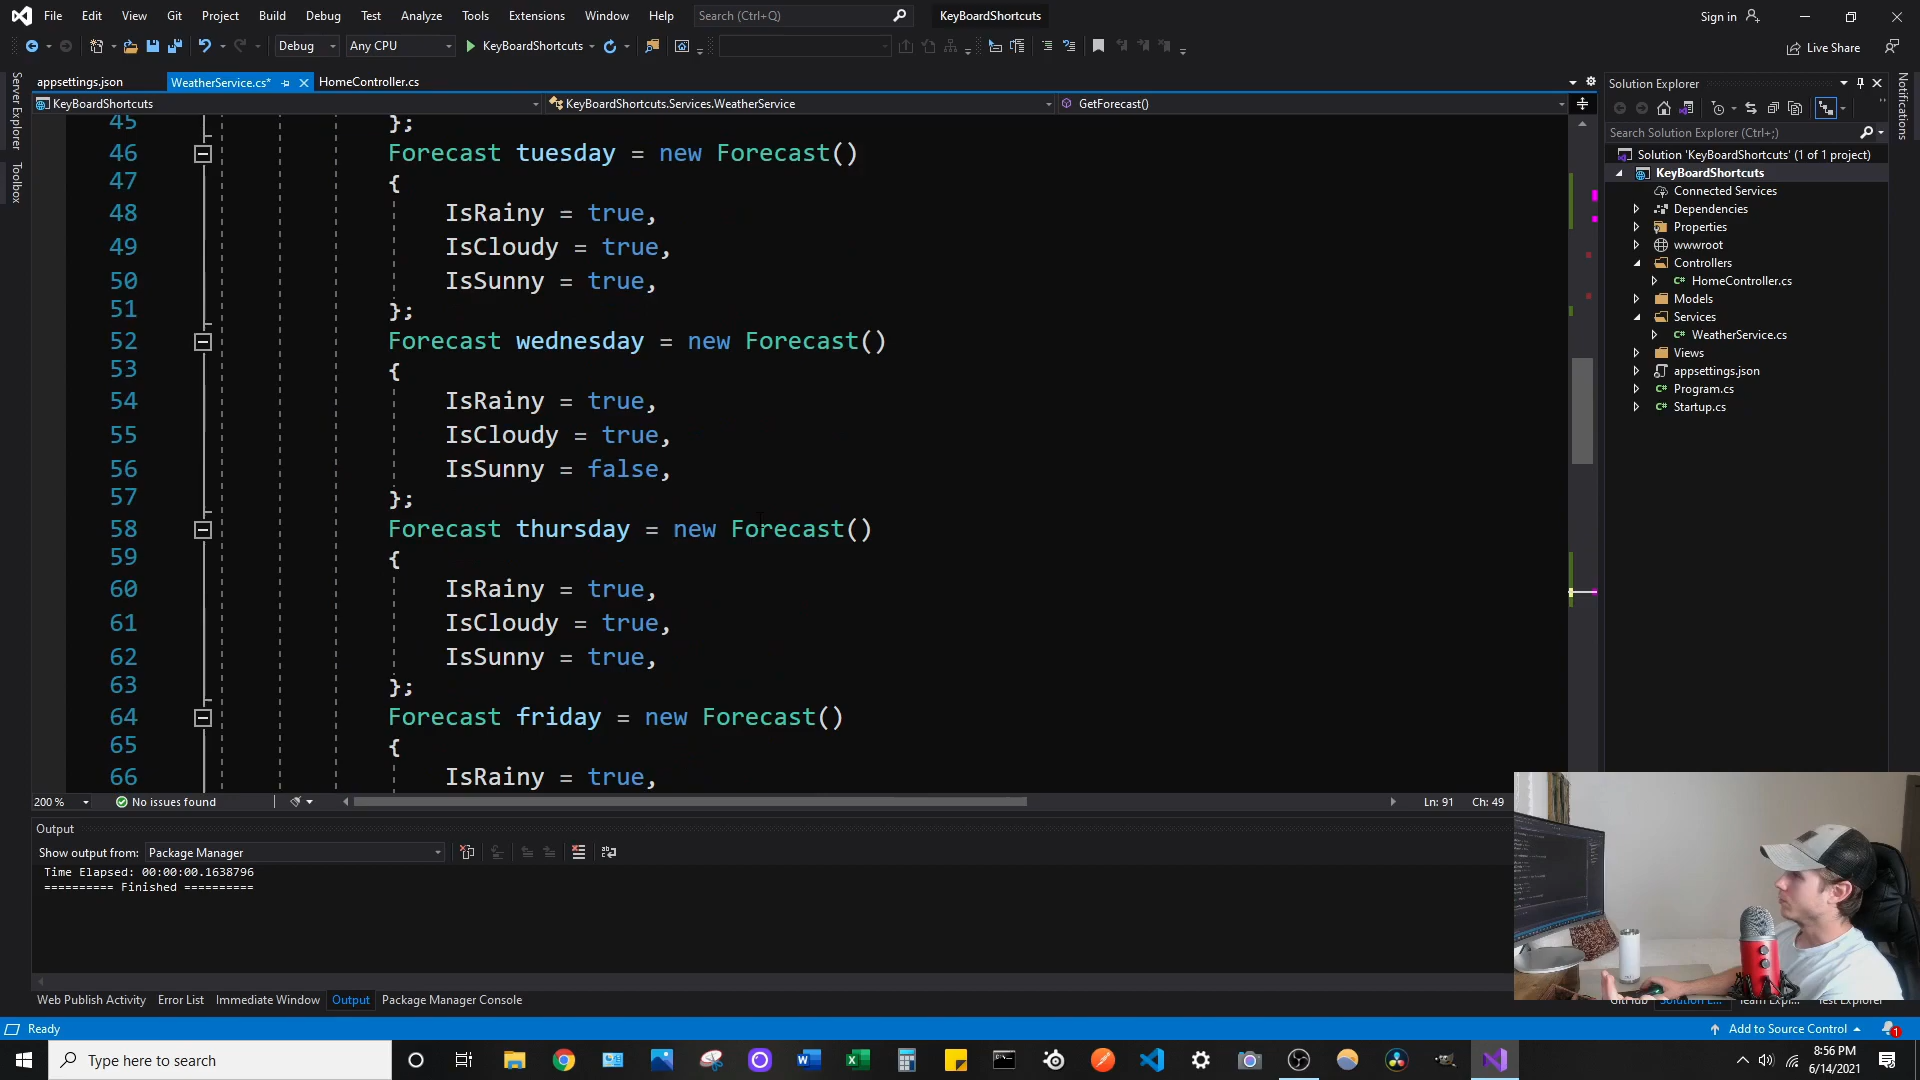 File Edit View Git Project Build Debug Test Analyze Tools Extensions Window Help Search (Ctrl+Q) KeyBoardShortcuts Sign in
Debug Any CPU KeyBoardShortcuts Live Share
appsettings.json WeatherService.cs* HomeController.cs
KeyBoardShortcuts KeyBoardShortcuts.Services.WeatherService GetForecast()
Server Explorer
Toolbox
45 };
46 Forecast tuesday = new Forecast()
47 {
48 IsRainy = true,
49 IsCloudy = true,
50 IsSunny = true,
51 };
52 Forecast wednesday = new Forecast()
53 {
54 IsRainy = true,
55 IsCloudy = true,
56 IsSunny = false,
57 };
58 Forecast thursday = new Forecast()
59 {
60 IsRainy = true,
61 IsCloudy = true,
62 IsSunny = true,
63 };
64 Forecast friday = new Forecast()
65 {
66 IsRainy = true,
200 % No issues found Ln: 91 Ch: 49
Solution Explorer
Search Solution Explorer (Ctrl+;)
Solution 'KeyBoardShortcuts' (1 of 1 project)
KeyBoardShortcuts
Connected Services
Dependencies
Properties
wwwroot
Controllers
C# HomeController.cs
Models
Services
C# WeatherService.cs
Views
appsettings.json
C# Program.cs
C# Startup.cs
Notifications
Output
Show output from: Package Manager
Time Elapsed: 00:00:00.1638796
========== Finished ==========
Web Publish Activity Error List Immediate Window Output Package Manager Console
GitHub Solution E... Team Expl... Test Explorer
Ready Add to Source Control 1
Type here to search
8:56 PM
6/14/2021